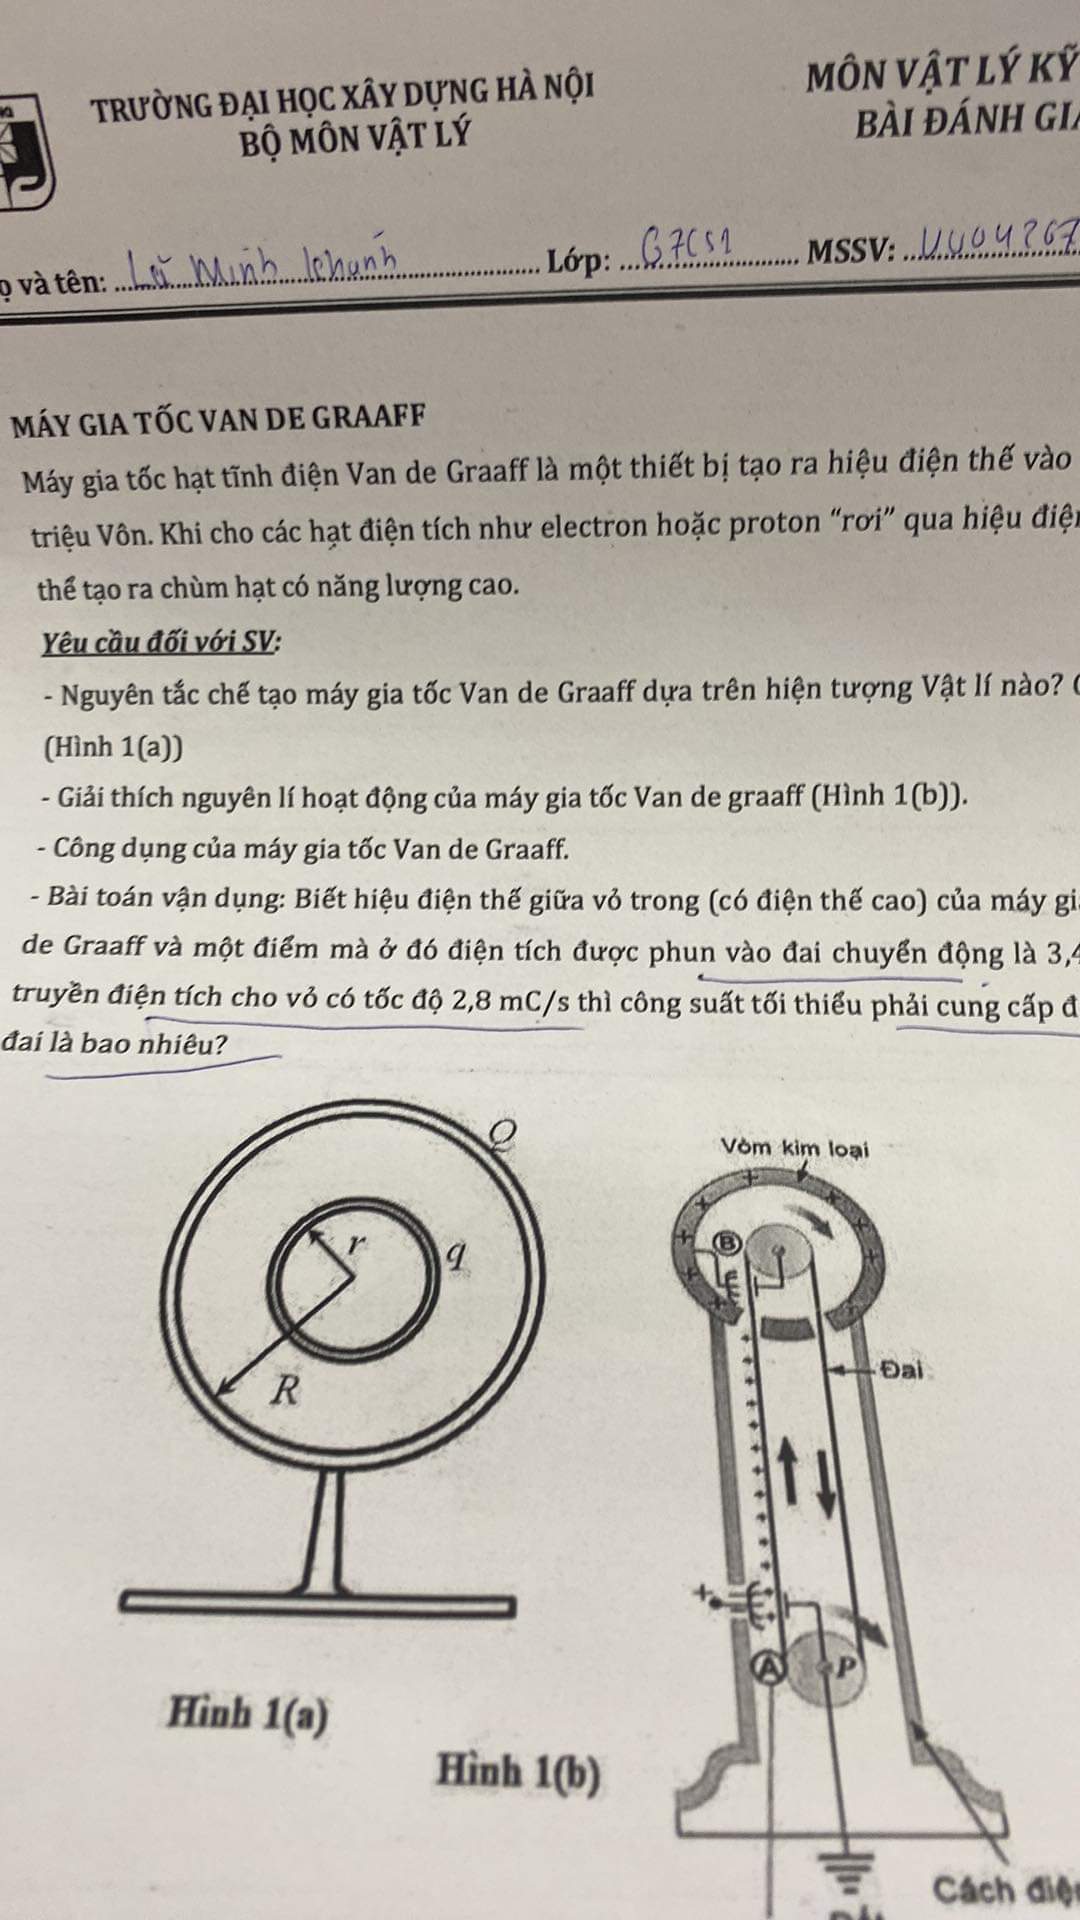 TRƯỜNG ĐẠI HỌC XÂY DỰNG HÀ NỘI
BỘ MÔN VẬT LÝ
MÔN VẬT LÝ KỸ
BÀI ĐÁNH GIÁ
ọ và tên: Lã Minh Khánh Lớp: 67CS1 MSSV:
MÁY GIA TỐC VAN DE GRAAFF
Máy gia tốc hạt tĩnh điện Van de Graaff là một thiết bị tạo ra hiệu điện thế vào
triệu Vôn. Khi cho các hạt điện tích như electron hoặc proton "rơi" qua hiệu điện
thể tạo ra chùm hạt có năng lượng cao.
Yêu cầu đối với SV:
- Nguyên tắc chế tạo máy gia tốc Van de Graaff dựa trên hiện tượng Vật lí nào?
(Hình 1(a))
- Giải thích nguyên lí hoạt động của máy gia tốc Van de graaff (Hình 1(b)).
- Công dụng của máy gia tốc Van de Graaff.
- Bài toán vận dụng: Biết hiệu điện thế giữa vỏ trong (có điện thế cao) của máy gi
de Graaff và một điểm mà ở đó điện tích được phun vào đai chuyển động là 3,4
truyền điện tích cho vỏ có tốc độ 2,8 mC/s thì công suất tối thiểu phải cung cấp đ
đai là bao nhiêu?
Q
r
q
R
Hình 1(a)
Vòm kim loại
+ + + + + + + + +
B
Đai
+
A
P
Hình 1(b)
Cách điện